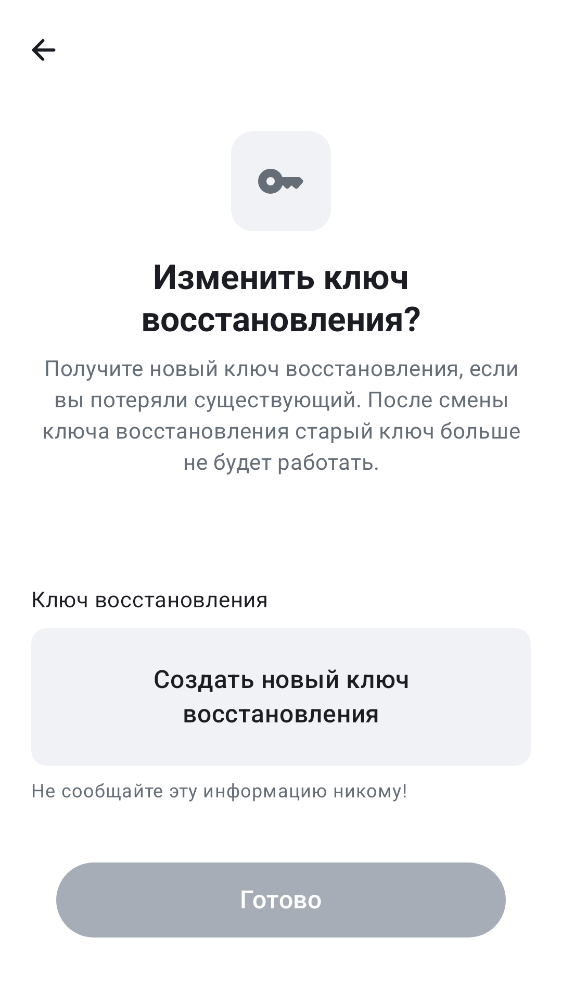 Изменить ключ
восстановления?
Получите новый ключ восстановления, если
вы потеряли существующий. После смены
ключа восстановления старый ключ больше
не будет работать.
Ключ восстановления
Создать новый ключ
восстановления
Не сообщайте эту информацию никому!
Готово